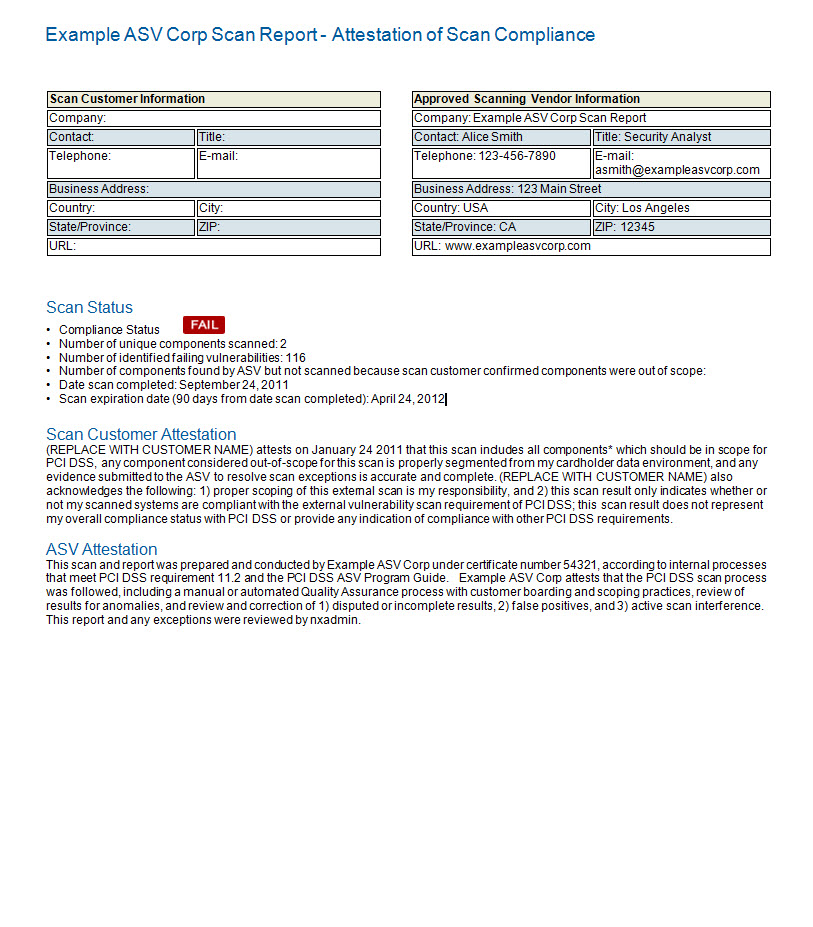 Example ASV Corp Scan Report - Attestation of Scan Compliance
Scan Customer Information
Company:
Contact: Title:
Telephone: E-mail:
Business Address:
Country: City:
State/Province: ZIP:
URL:
Approved Scanning Vendor Information
Company: Example ASV Corp Scan Report
Contact: Alice Smith Title: Security Analyst
Telephone: 123-456-7890 E-mail:
asmith@exampleasvcorp.com
Business Address: 123 Main Street
Country: USA City: Los Angeles
State/Province: CA ZIP: 12345
URL: www.exampleasvcorp.com
Scan Status
• Compliance Status FAIL
• Number of unique components scanned: 2
• Number of identified failing vulnerabilities: 116
• Number of components found by ASV but not scanned because scan customer confirmed components were out of scope:
• Date scan completed: September 24, 2011
• Scan expiration date (90 days from date scan completed): April 24, 2012
Scan Customer Attestation
(REPLACE WITH CUSTOMER NAME) attests on January 24 2011 that this scan includes all components* which should be in scope for
PCI DSS, any component considered out-of-scope for this scan is properly segmented from my cardholder data environment, and any
evidence submitted to the ASV to resolve scan exceptions is accurate and complete. (REPLACE WITH CUSTOMER NAME) also
acknowledges the following: 1) proper scoping of this external scan is my responsibility, and 2) this scan result only indicates whether or
not my scanned systems are compliant with the external vulnerability scan requirement of PCI DSS; this scan result does not represent
my overall compliance status with PCI DSS or provide any indication of compliance with other PCI DSS requirements.
ASV Attestation
This scan and report was prepared and conducted by Example ASV Corp under certificate number 54321, according to internal processes
that meet PCI DSS requirement 11.2 and the PCI DSS ASV Program Guide. Example ASV Corp attests that the PCI DSS scan process
was followed, including a manual or automated Quality Assurance process with customer boarding and scoping practices, review of
results for anomalies, and review and correction of 1) disputed or incomplete results, 2) false positives, and 3) active scan interference.
This report and any exceptions were reviewed by nxadmin.